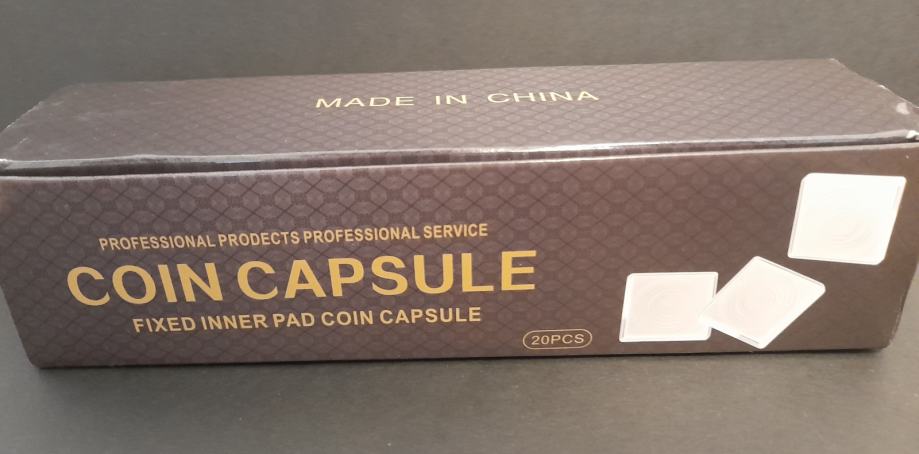 MADE IN CHINA
PROFESSIONAL PRODECTS PROFESSIONAL SERVICE
COIN CAPSULE
FIXED INNER PAD COIN CAPSULE
20PCS